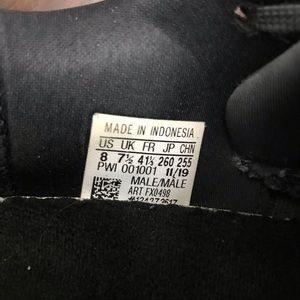 MADE IN INDONESIA
US UK FR JP CHN
8 7½ 41⅓ 260 255
PWI 001001 11/19
MALE/MALE
ART FX0498